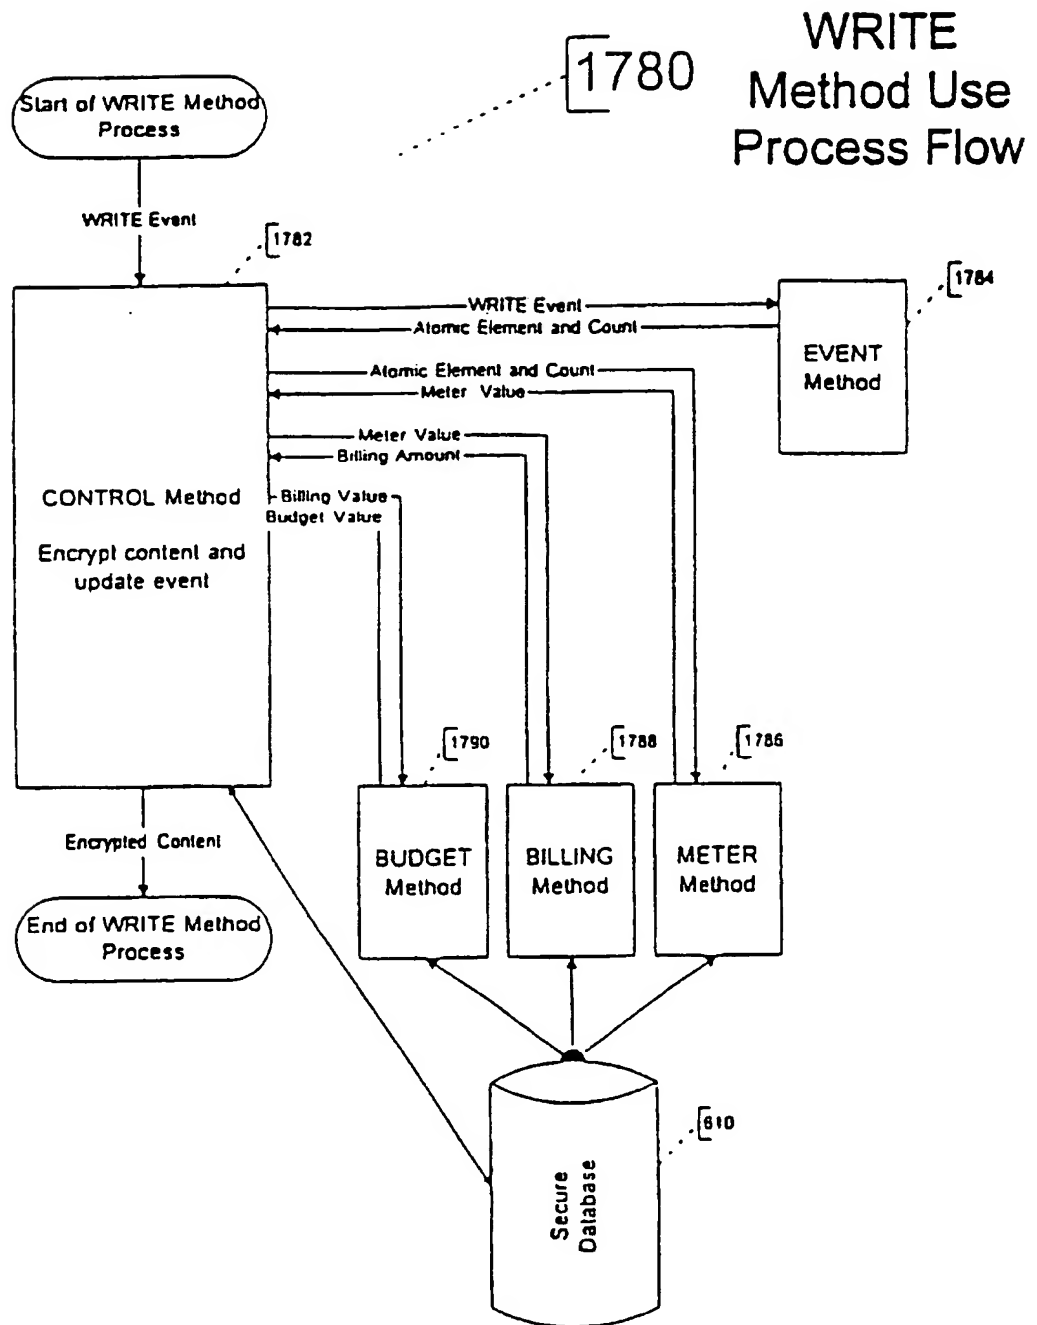 WRITE
Method Use
Process Flow
1780
Start of WRITE Method
Process
WRITE Event
1782
1784
WRITE Event
Atomic Element and Count
EVENT
Method
Atomic Element and Count
Meter Value
Meter Value
Billing Amount
CONTROL Method
Encrypt content and
update event
Billing Value
Budget Value
1790
1788
1786
Encrypted Content
BUDGET
Method
BILLING
Method
METER
Method
End of WRITE Method
Process
610
Secure
Database